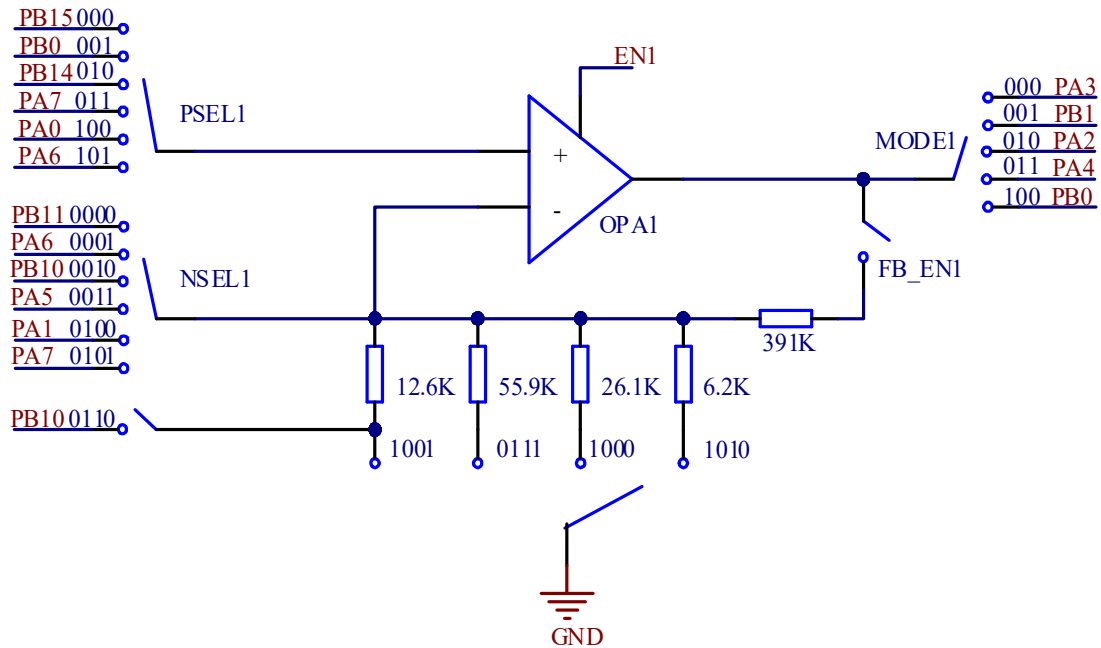 PB15 000
PB0 001
PB14 010
PA7 011
PA0 100
PA6 101
PSEL1
EN1
+
-
OPA1
MODE1
000 PA3
001 PB1
010 PA2
011 PA4
100 PB0
FB_EN1
PB11 0000
PA6 0001
PB10 0010
PA5 0011
PA1 0100
PA7 0101
NSEL1
391K
12.6K
55.9K
26.1K
6.2K
PB10 0110
1001
0111
1000
1010
GND